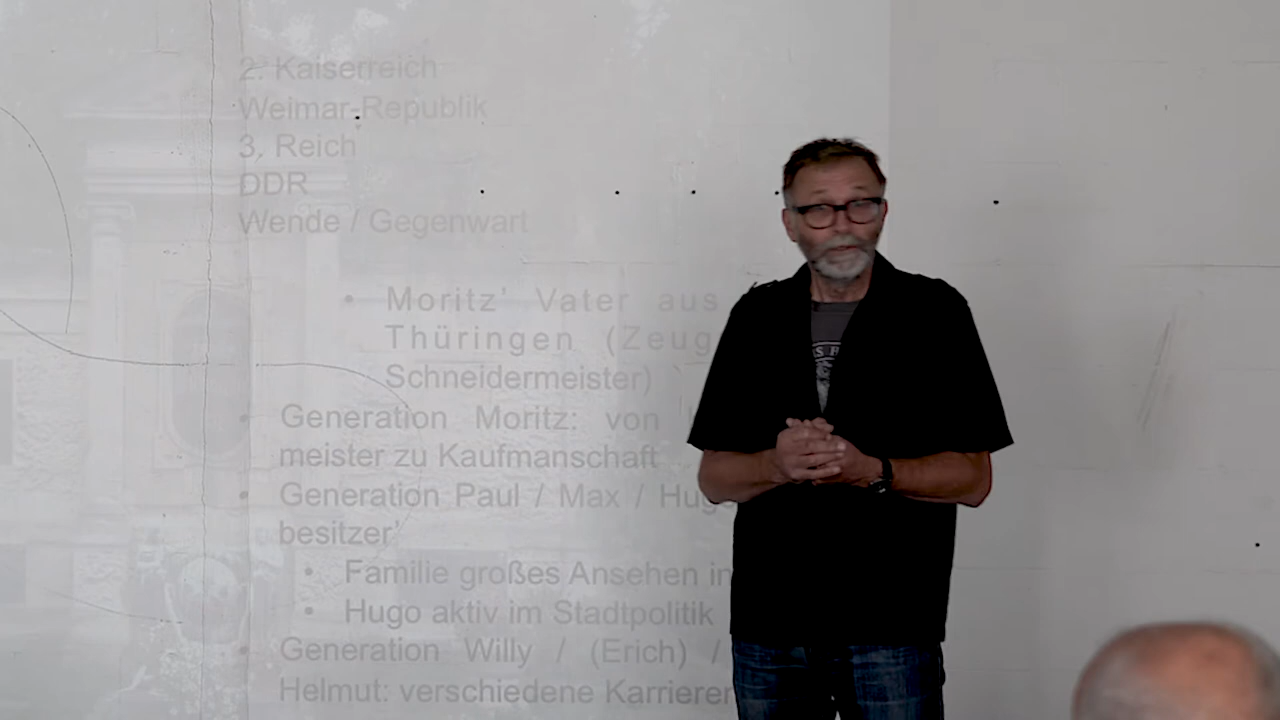 2. Kaiserreich
Weimar-Republik
3. Reich
DDR
Wende / Gegenwart
• Moritz' Vater aus
Thüringen (Zeug
Schneidermeister)
• Generation Moritz: von
meister zu Kaufmanschaft
• Generation Paul / Max / Hugo
besitzer'
• Familie großes Ansehen in
• Hugo aktiv im Stadtpolitik
• Generation Willy / (Erich) /
Helmut: verschiedene Karrieren